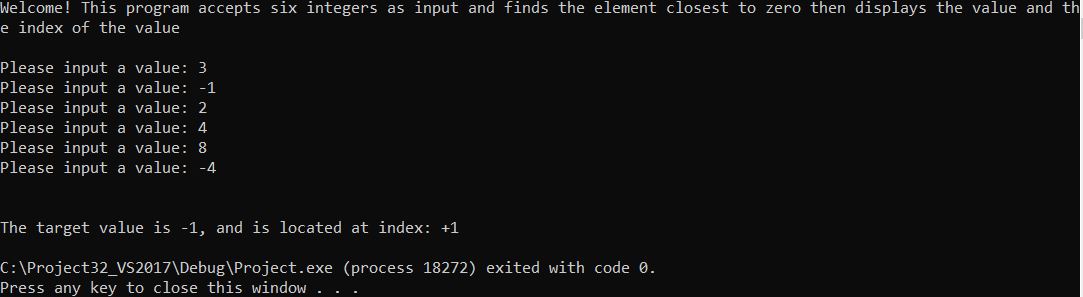 Welcome! This program accepts six integers as input and finds the element closest to zero then displays the value and th
e index of the value
Please input a value: 3
Please input a value: -1
Please input a value: 2
Please input a value: 4
Please input a value: 8
Please input a value: -4
The target value is -1, and is located at index: +1
C:\Project32_VS2017\Debug\Project.exe (process 18272) exited with code 0.
Press any key to close this window . . .